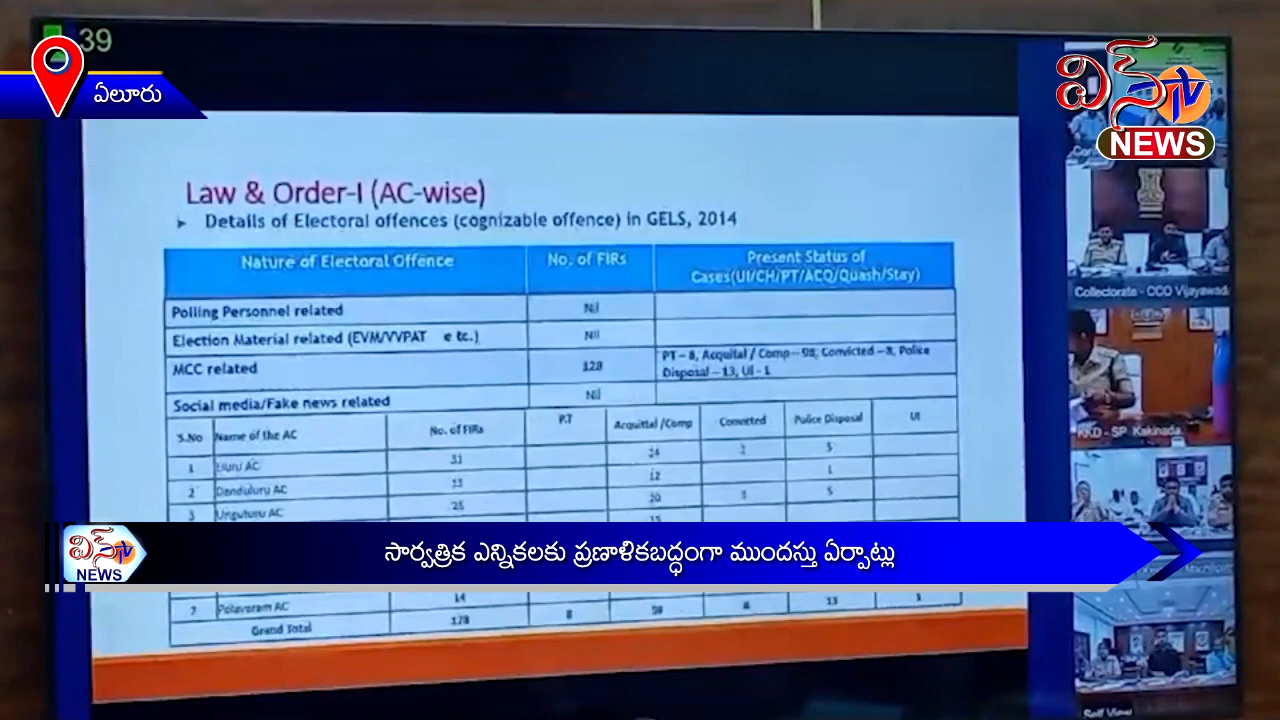 39
ఏలూరు
విన్ TV
NEWS
Law & Order-I (AC-wise)
Details of Electoral offences (cognizable offence) in GELS, 2014
Nature of Electoral Offence No. of FIRs Present Status of
Cases(UI/CH/PT/ACQ/Quash/Stay)
Polling Personnel related Nil
Election Material related (EVM/VVPAT e tc.) Nil
MCC related 128 PT – 8, Acquital / Comp – 98, Convicted – 8, Police
Disposal – 13, UI - 1
Social media/Fake news related Nil
S.No Name of the AC No. of FIRs P.T Acquittal /Comp Convicted Police Disposal UI
1 Eluru AC 5
2 Denduluru AC 12 1
3 Unguturu AC 25 20 5
14
7 Polavaram AC 13 1
Grand Total 128 8 98 8
Collectorate - CCO Vijayawad
KKD - SP Kakinada
Self View
విన్ TV
NEWS
సార్వత్రిక ఎన్నికలకు ప్రణాళికబద్ధంగా ముందస్తు ఏర్పాట్లు